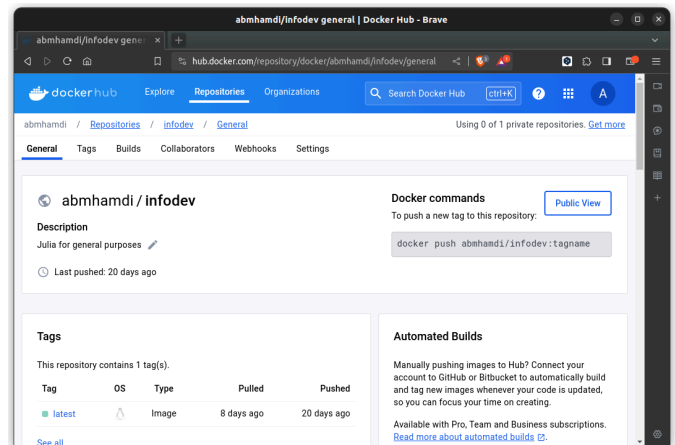 abmhamdi/infodev general | Docker Hub - Brave
abmhamdi/infodev gener
hub.docker.com/repository/docker/abmhamdi/infodev/general
dockerhub Explore Repositories Organizations Search Docker Hub ctrl+K ? A
abmhamdi / Repositories / infodev / General Using 0 of 1 private repositories. Get more
General Tags Builds Collaborators Webhooks Settings
abmhamdi / infodev
Description
Julia for general purposes
Last pushed: 20 days ago
Docker commands
To push a new tag to this repository:
Public View
docker push abmhamdi/infodev:tagname
Tags
This repository contains 1 tag(s).
Tag OS Type Pulled Pushed
latest Image 8 days ago 20 days ago
See all
Automated Builds
Manually pushing images to Hub? Connect your
account to GitHub or Bitbucket to automatically build
and tag new images whenever your code is updated,
so you can focus your time on creating.
Available with Pro, Team and Business subscriptions.
Read more about automated builds